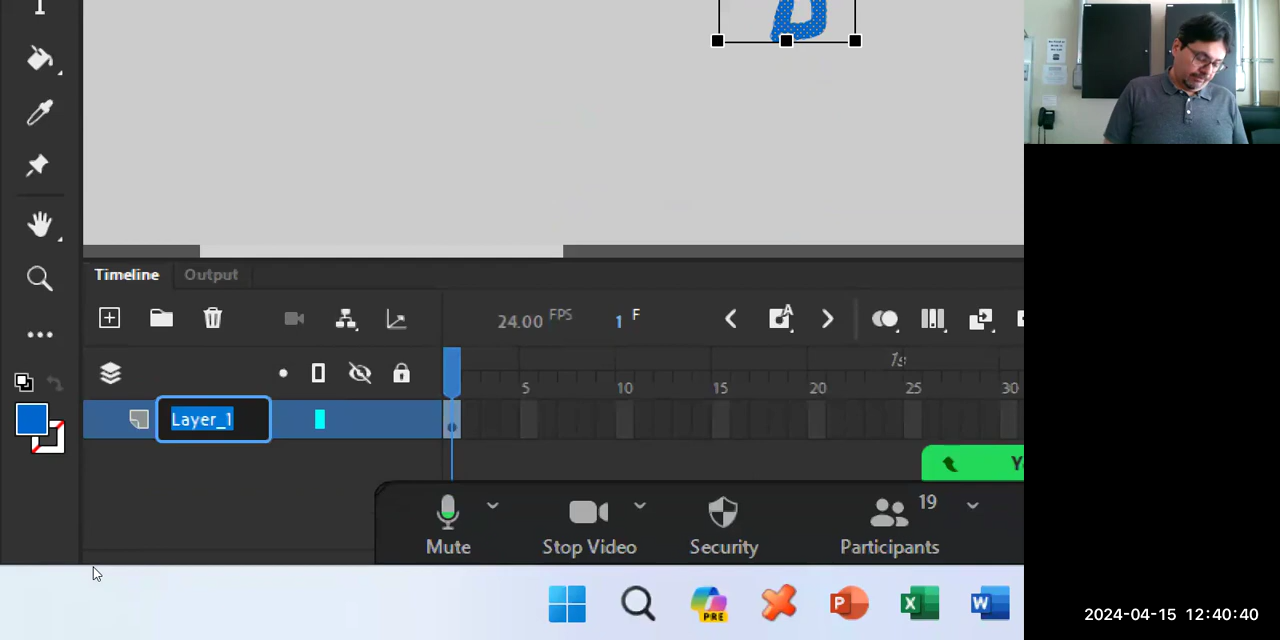 Timeline Output
24.00 FPS 1 F
1s
5 10 15 20 25 30
Layer_1
Y
19
Mute Stop Video Security Participants
PRE P X W
2024-04-15 12:40:40